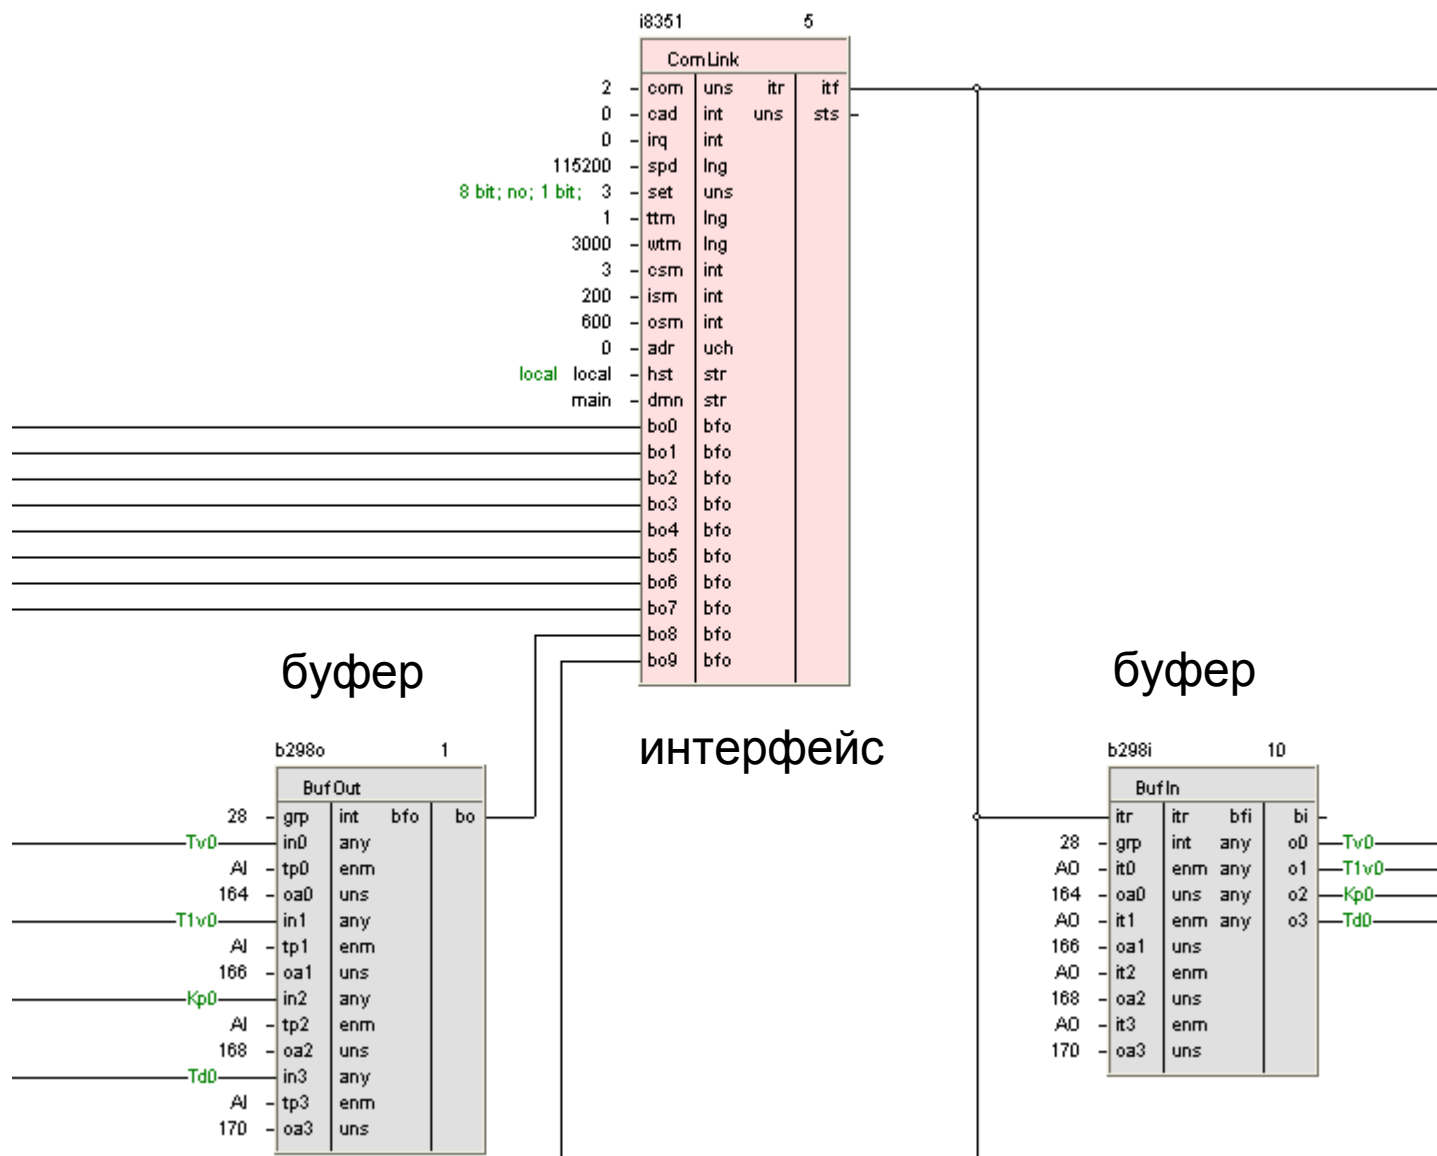 i8351 5
ComLink
2 com uns itr itf
0 cad int uns sts
0 irq int
115200 spd lng
8 bit; no; 1 bit; 3 set uns
1 ttm lng
3000 wtm lng
3 csm int
200 ism int
600 osm int
0 adr uch
local local hst str
main dmn str
bo0 bfo
bo1 bfo
bo2 bfo
bo3 bfo
bo4 bfo
bo5 bfo
bo6 bfo
bo7 bfo
bo8 bfo
bo9 bfo
буфер
буфер
интерфейс
b298o 1
BufOut
28 grp int bfo bo
Tv0 in0 any
AI tp0 enm
164 oa0 uns
T1v0 in1 any
AI tp1 enm
166 oa1 uns
Kp0 in2 any
AI tp2 enm
168 oa2 uns
Td0 in3 any
AI tp3 enm
170 oa3 uns
b298i 10
BufIn
itr itr bfi bi
28 grp int any o0 Tv0
AO it0 enm any o1 T1v0
164 oa0 uns any o2 Kp0
AO it1 enm any o3 Td0
166 oa1 uns
AO it2 enm
168 oa2 uns
AO it3 enm
170 oa3 uns